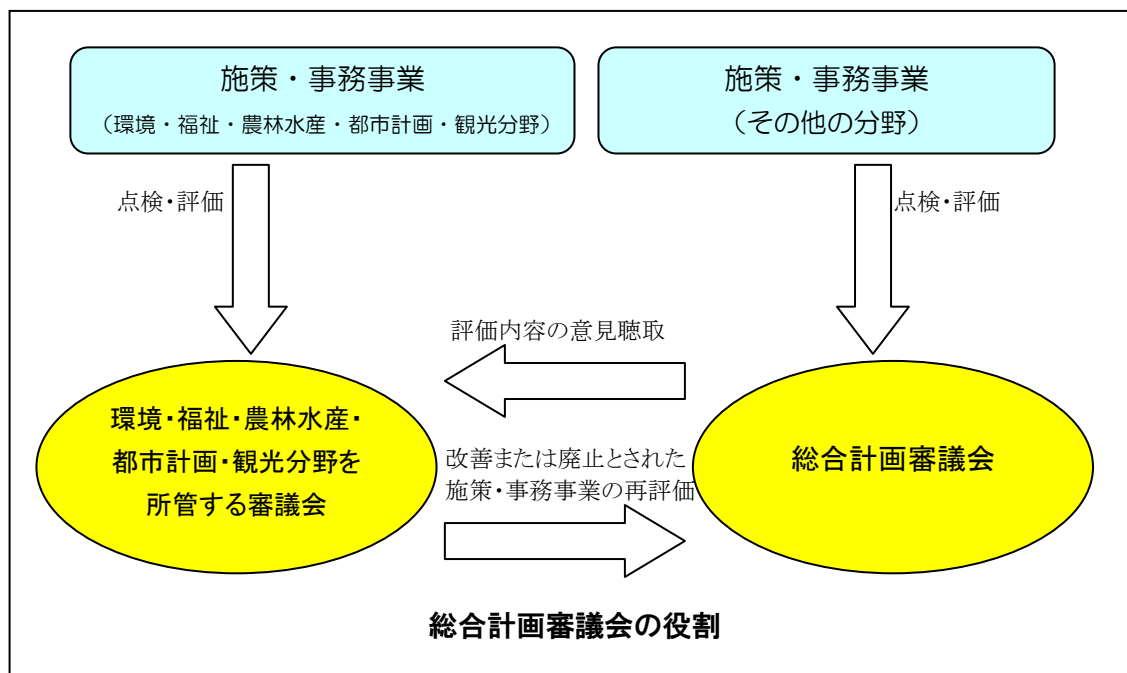 施策・事務事業
（環境・福祉・農林水産・都市計画・観光分野）
施策・事務事業
（その他の分野）
点検・評価
点検・評価
評価内容の意見聴取
環境・福祉・農林水産・
都市計画・観光分野を
所管する審議会
改善または廃止とされた
施策・事務事業の再評価
総合計画審議会
総合計画審議会の役割